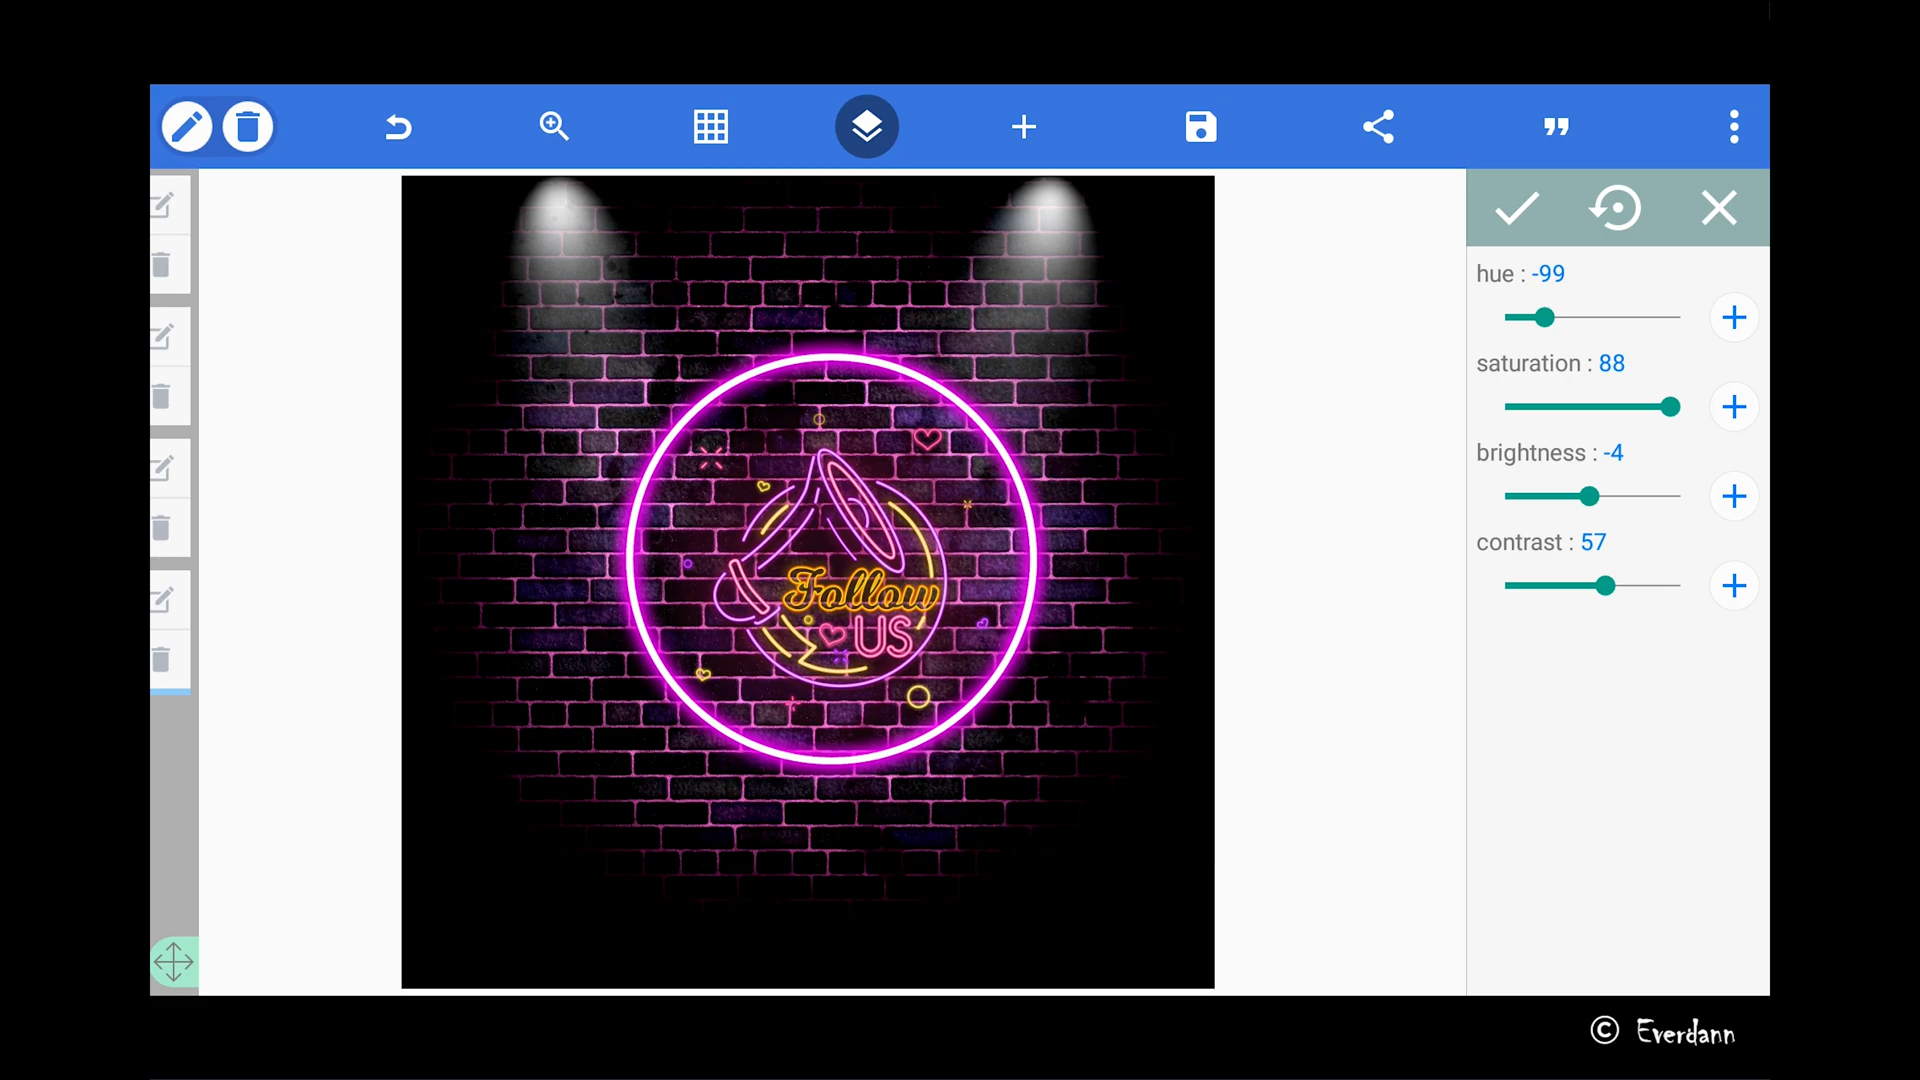 hue : -99
saturation : 88
brightness : -4
contrast : 57
Follow
US
© Everdann